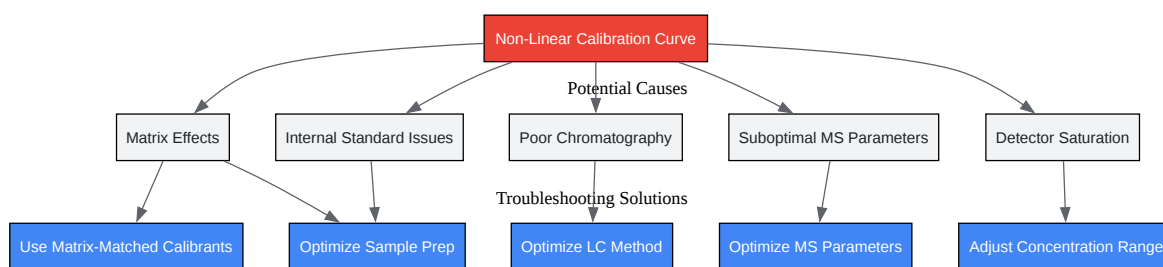 Non-Linear Calibration Curve
Potential Causes
Matrix Effects
Internal Standard Issues
Poor Chromatography
Suboptimal MS Parameters
Detector Saturation
Troubleshooting Solutions
Use Matrix-Matched Calibrants
Optimize Sample Prep
Optimize LC Method
Optimize MS Parameters
Adjust Concentration Range